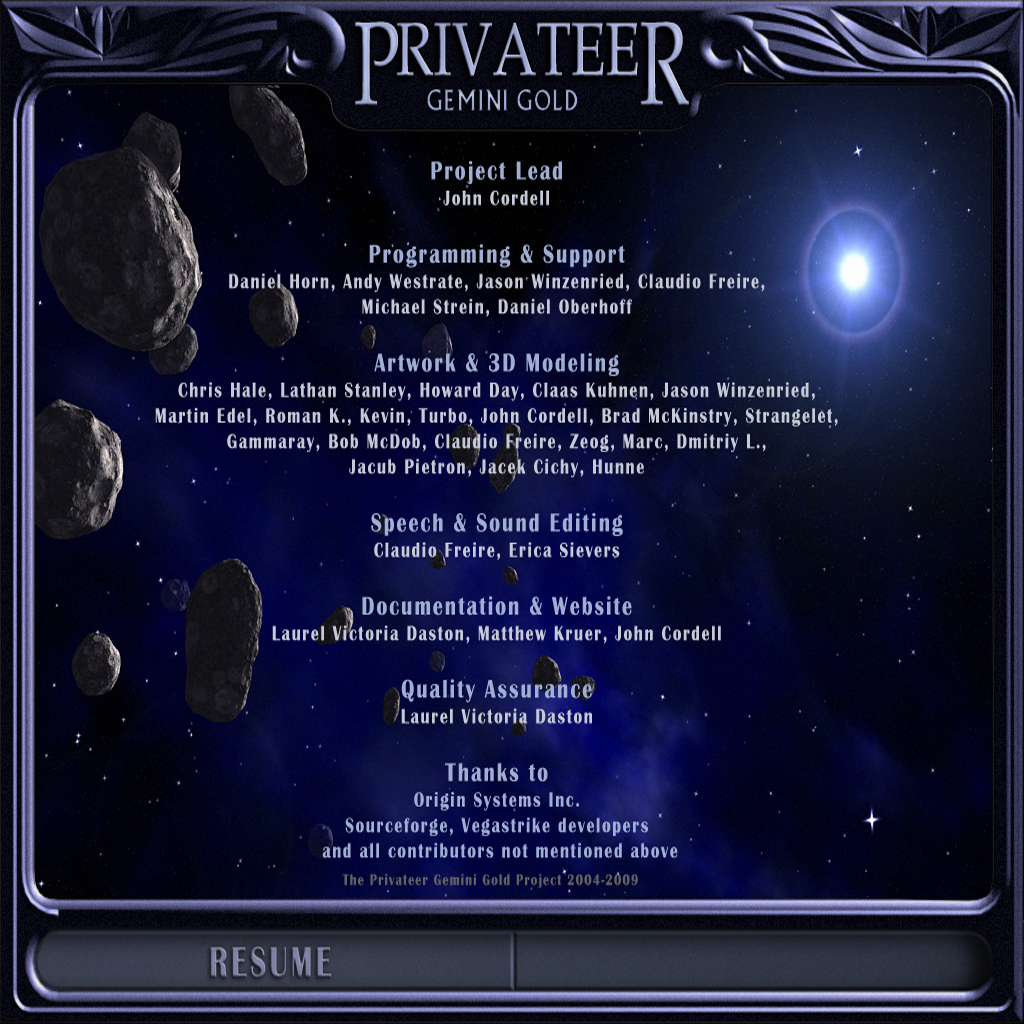 PRIVATEER
GEMINI GOLD
Project Lead
John Cordell
Programming & Support
Daniel Horn, Andy Westrate, Jason Winzenried, Claudio Freire,
Michael Strein, Daniel Oberhoff
Artwork & 3D Modeling
Chris Hale, Lathan Stanley, Howard Day, Claas Kuhnen, Jason Winzenried,
Martin Edel, Roman K., Kevin, Turbo, John Cordell, Brad McKinstry, Strangelet,
Gammaray, Bob McDob, Claudio Freire, Zeog, Marc, Dmitriy L.,
Jacub Pietron, Jacek Cichy, Hunne
Speech & Sound Editing
Claudio Freire, Erica Sievers
Documentation & Website
Laurel Victoria Daston, Matthew Kruer, John Cordell
Quality Assurance
Laurel Victoria Daston
Thanks to
Origin Systems Inc.
Sourceforge, Vegastrike developers
and all contributors not mentioned above
The Privateer Gemini Gold Project 2004-2009
RESUME